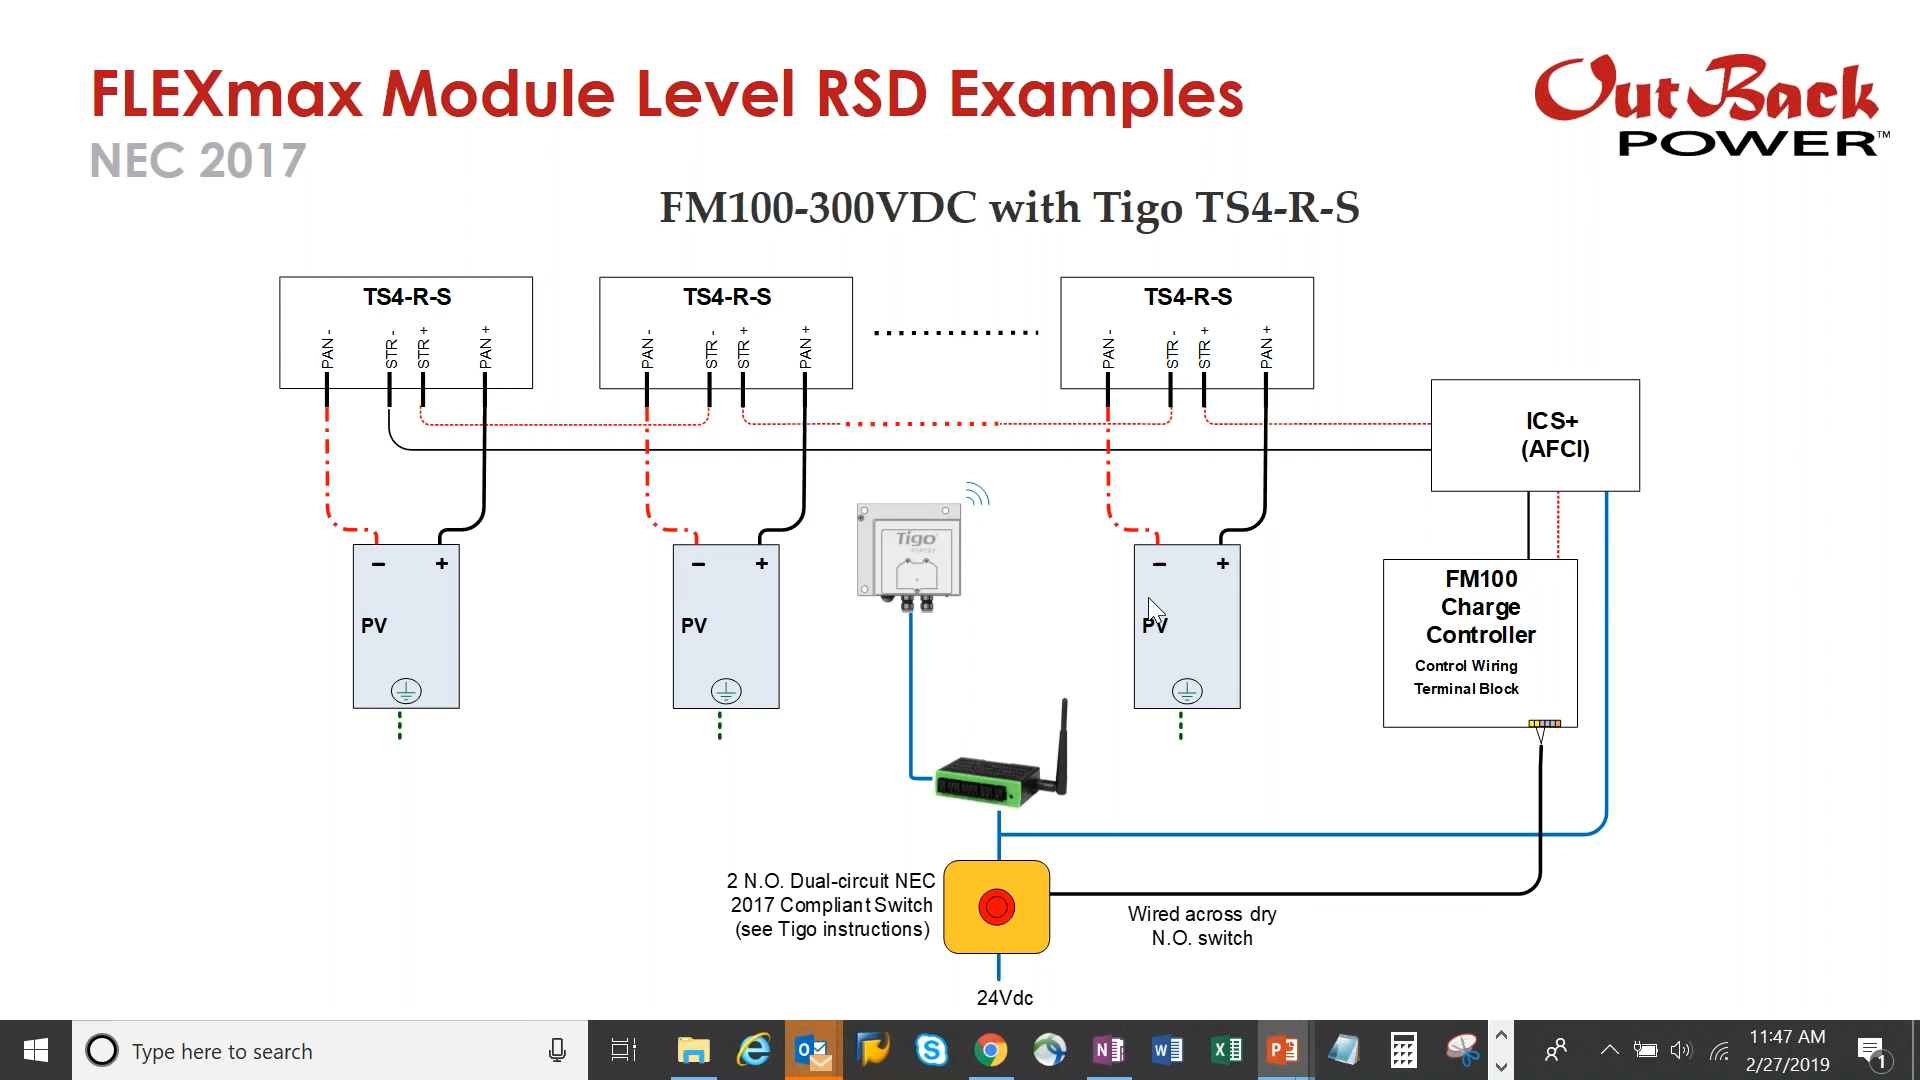 FLEXmax Module Level RSD Examples
NEC 2017
OutBack
POWER™
FM100-300VDC with Tigo TS4-R-S
TS4-R-S
PAN -
STR -
STR +
PAN +
TS4-R-S
PAN -
STR -
STR +
PAN +
TS4-R-S
PAN -
STR -
STR +
PAN +
ICS+
(AFCI)
Tigo
energy
- +
PV
- +
PV
- +
PV
FM100
Charge
Controller
Control Wiring
Terminal Block
2 N.O. Dual-circuit NEC
2017 Compliant Switch
(see Tigo instructions)
Wired across dry
N.O. switch
24Vdc
Type here to search
11:47 AM
2/27/2019
1